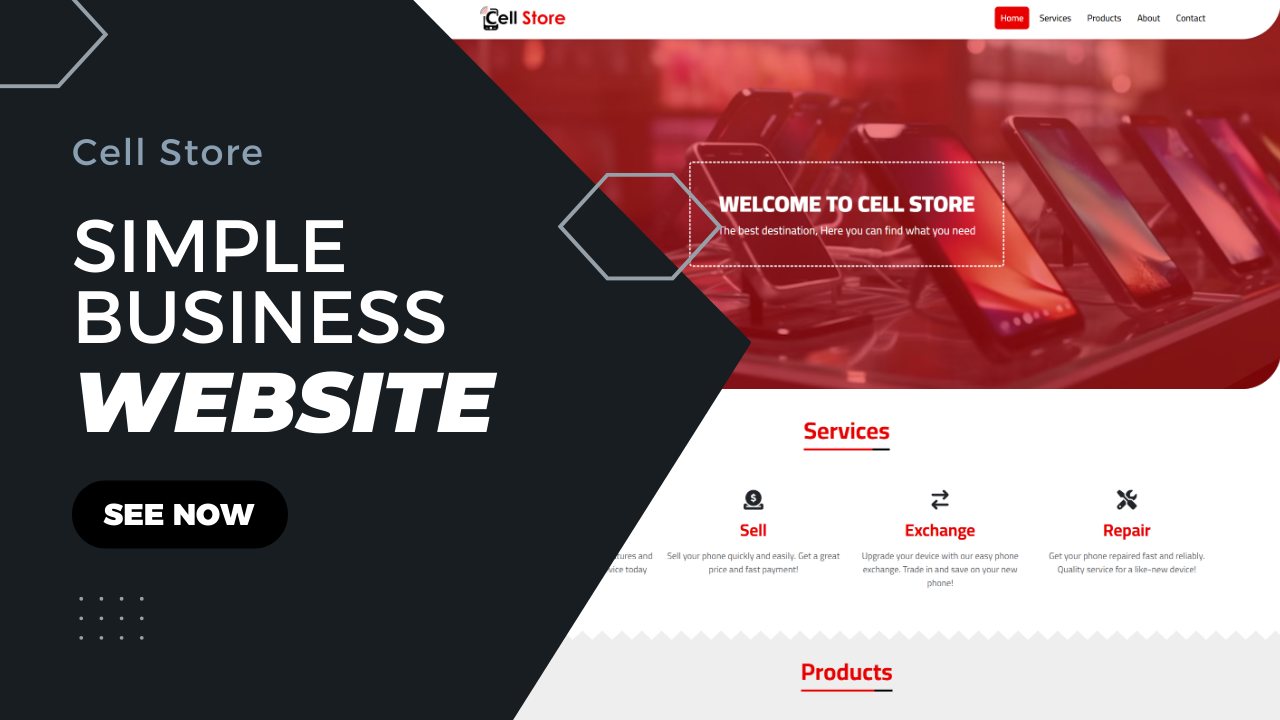 Cell Store
SIMPLE
BUSINESS
WEBSITE
SEE NOW
Cell Store
Home Services Products About Contact
WELCOME TO CELL STORE
The best destination, Here you can find what you need
Services
Sell
Sell your phone quickly and easily. Get a great
price and fast payment!
Exchange
Upgrade your device with our easy phone
exchange. Trade in and save on your new
phone!
Repair
Get your phone repaired fast and reliably.
Quality service for a like-new device!
and
today
Products